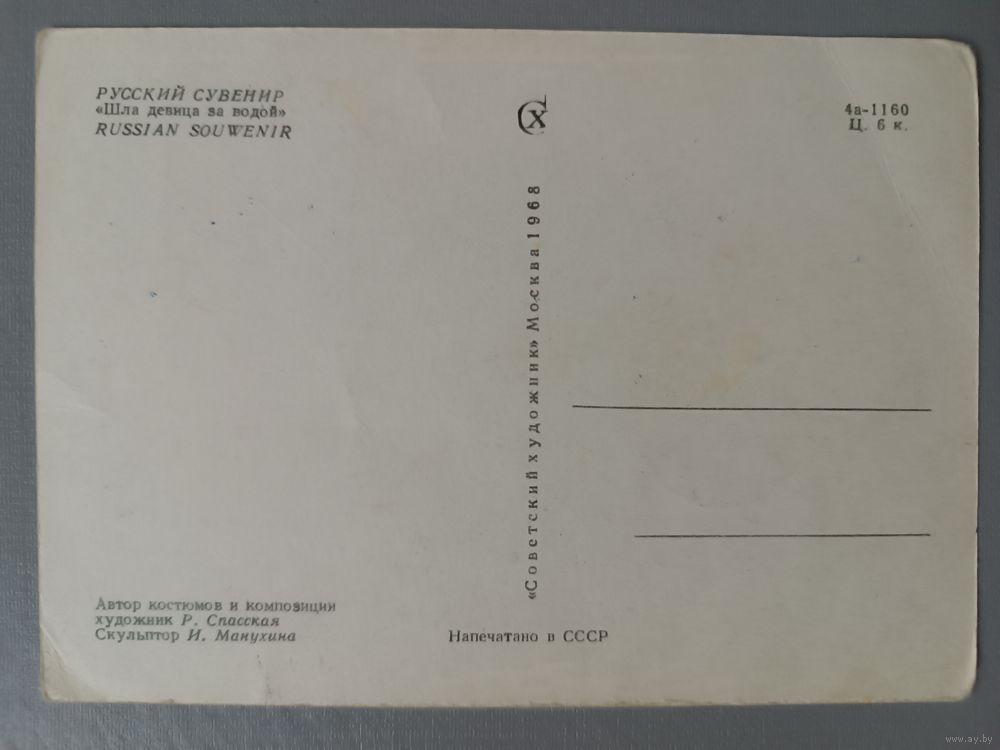 РУССКИЙ СУВЕНИР
«Шла девица за водой»
RUSSIAN SOUWENIR
Сх
4а-1160
Ц. 6 к.
«Советский художник» Москва 1968
Автор костюмов и композиции
художник Р. Спасская
Скульптор И. Манухина
Напечатано в СССР
www.ay.by